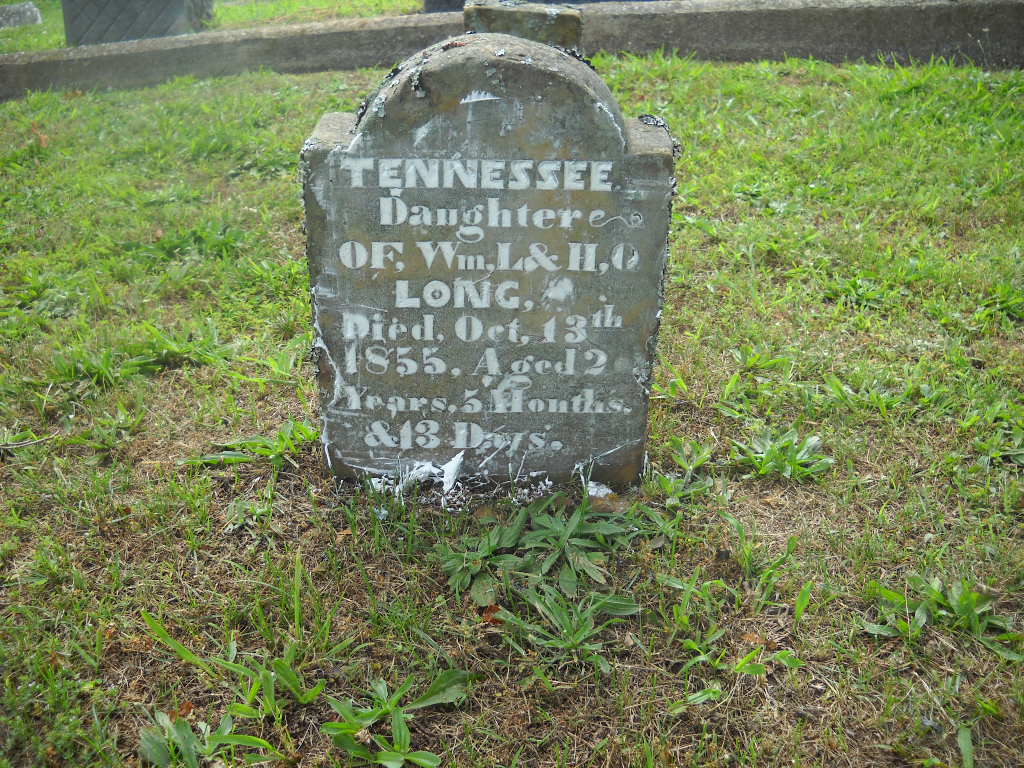 TENNESSEE.
Daughter
OF, Wm, L & H, O
LONG,
Died, Oct, 13th
1855. Aged 2
Years. 5 Months.
& 13 Days.